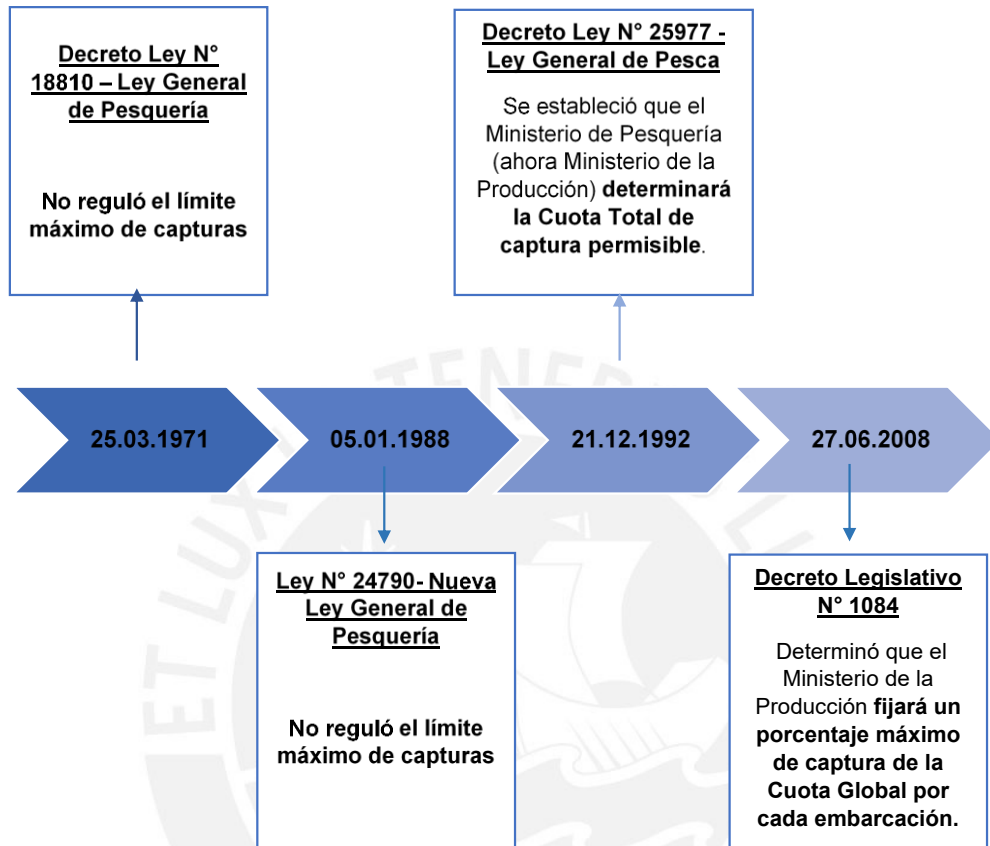 Decreto Ley N°
18810 – Ley General
de Pesquería
No reguló el límite
máximo de capturas
Decreto Ley N° 25977 -
Ley General de Pesca
Se estableció que el
Ministerio de Pesquería
(ahora Ministerio de la
Producción) determinará
la Cuota Total de
captura permisible.
25.03.1971
05.01.1988
21.12.1992
27.06.2008
Ley N° 24790- Nueva
Ley General de
Pesquería
No reguló el límite
máximo de capturas
Decreto Legislativo
N° 1084
Determinó que el
Ministerio de la
Producción fijará un
porcentaje máximo
de captura de la
Cuota Global por
cada embarcación.